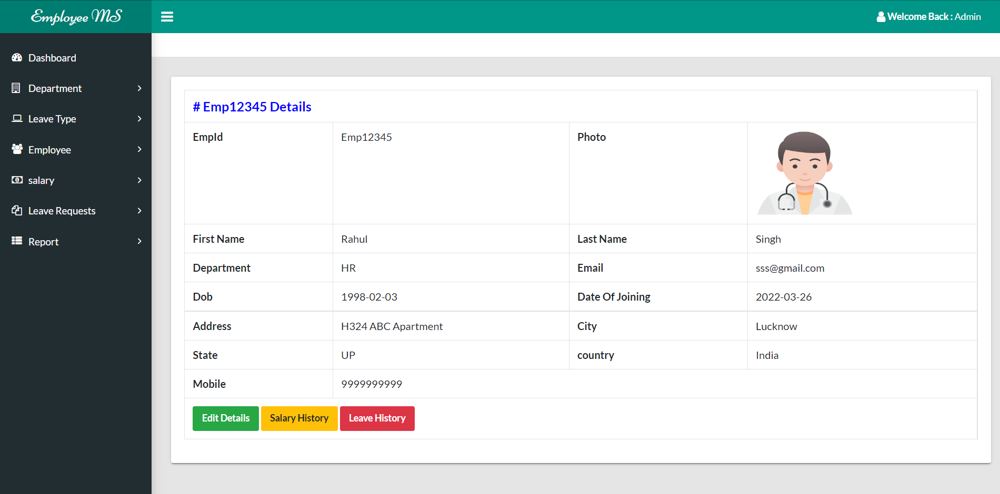 Employee MS
Welcome Back : Admin
Dashboard
Department
Leave Type
Employee
salary
Leave Requests
Report
# Emp12345 Details
EmpId Emp12345 Photo
First Name Rahul Last Name Singh
Department HR Email sss@gmail.com
Dob 1998-02-03 Date Of Joining 2022-03-26
Address H324 ABC Apartment City Lucknow
State UP country India
Mobile 9999999999
Edit Details Salary History Leave History